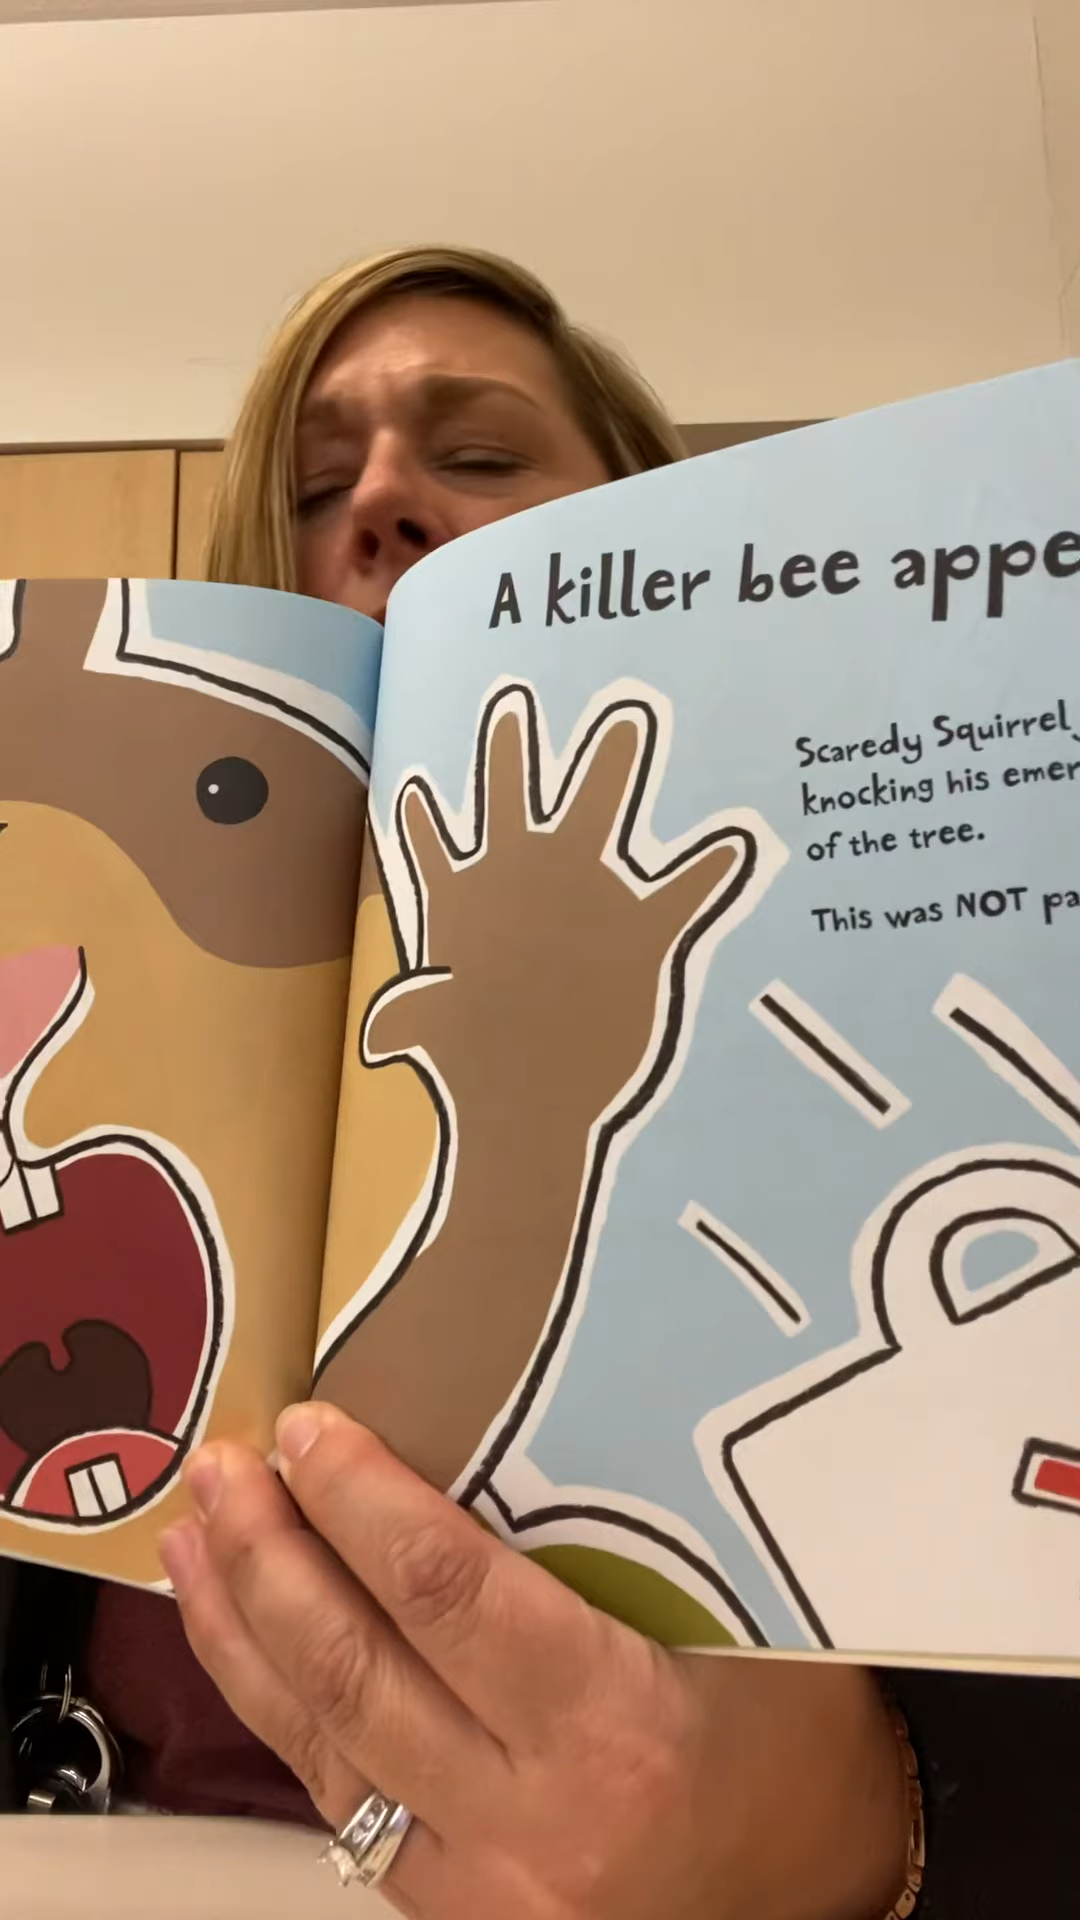 A killer bee appe
Scaredy Squirrel
knocking his emer
of the tree.
This was NOT pa